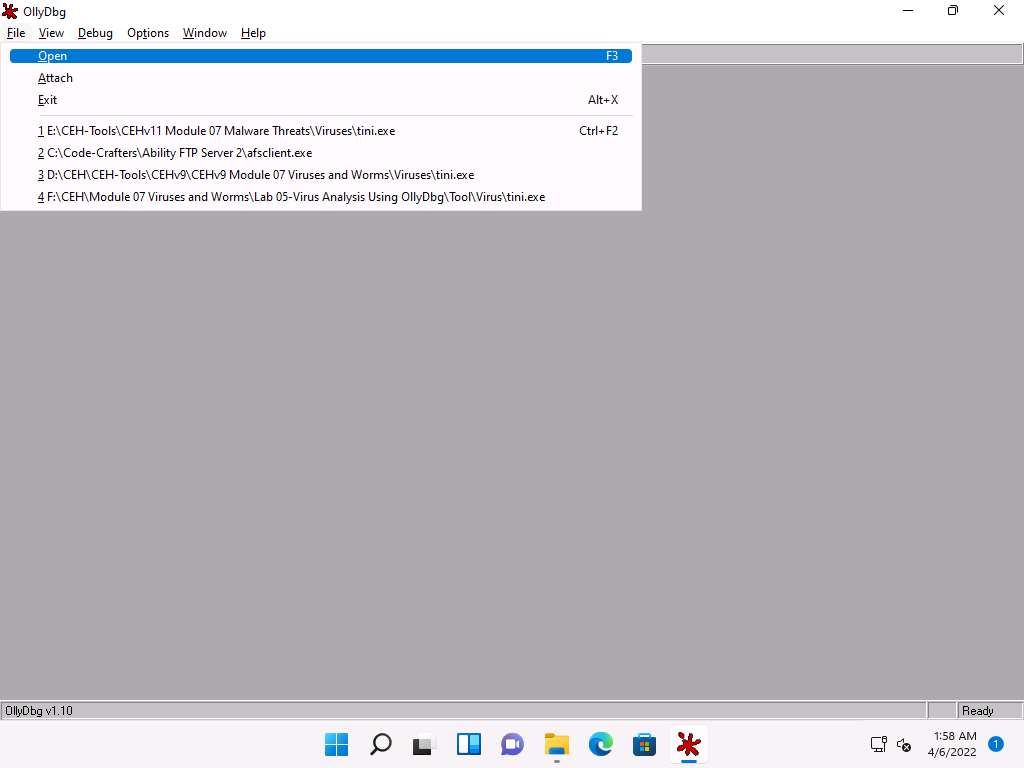 OllyDbg
File View Debug Options Window Help
Open F3
Attach
Exit Alt+X
1 E:\CEH-Tools\CEHv11 Module 07 Malware Threats\Viruses\tini.exe Ctrl+F2
2 C:\Code-Crafters\Ability FTP Server 2\afsclient.exe
3 D:\CEH\CEH-Tools\CEHv9\CEHv9 Module 07 Viruses and Worms\Viruses\tini.exe
4 F:\CEH\Module 07 Viruses and Worms\Lab 05-Virus Analysis Using OllyDbg\Tool\Virus\tini.exe
OllyDbg v1.10 Ready
1:58 AM
4/6/2022
1